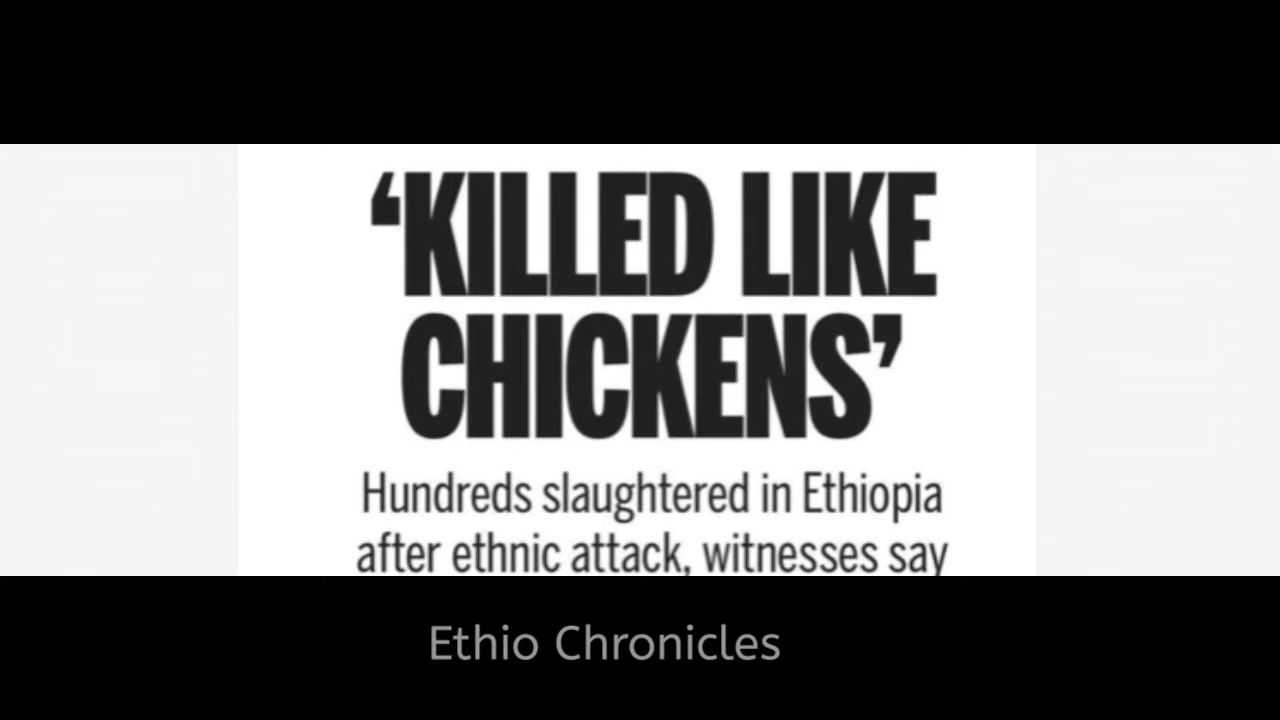 ‘KILLED LIKE
CHICKENS’
Hundreds slaughtered in Ethiopia
after ethnic attack, witnesses say
Ethio Chronicles